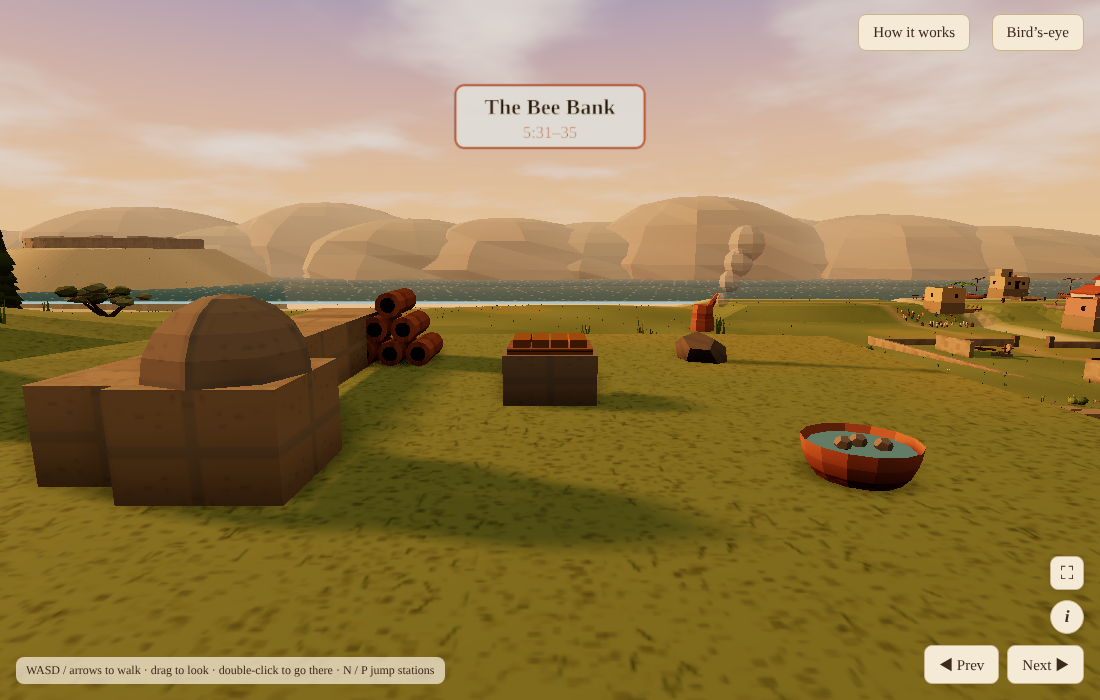 How it works
Bird's-eye
The Bee Bank
5:31–35
WASD / arrows to walk · drag to look · double-click to go there · N / P jump stations
i
◀ Prev
Next ▶